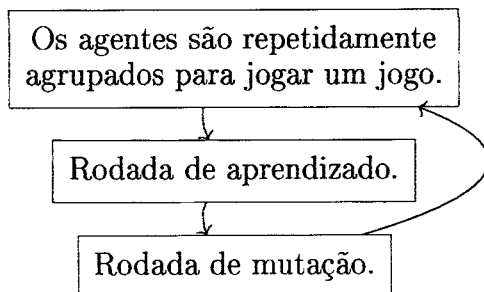 Os agentes são repetidamente
agrupados para jogar um jogo.
Rodada de aprendizado.
Rodada de mutação.